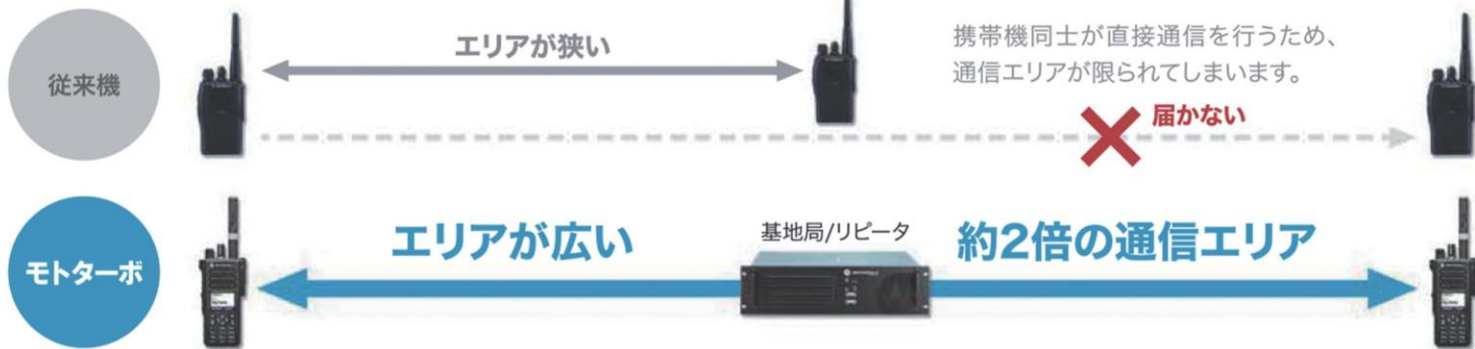 従来機
エリアが狭い
携帯機同士が直接通信を行うため、
通信エリアが限られてしまいます。
届かない
モトターボ
エリアが広い
基地局/リピータ
約2倍の通信エリア